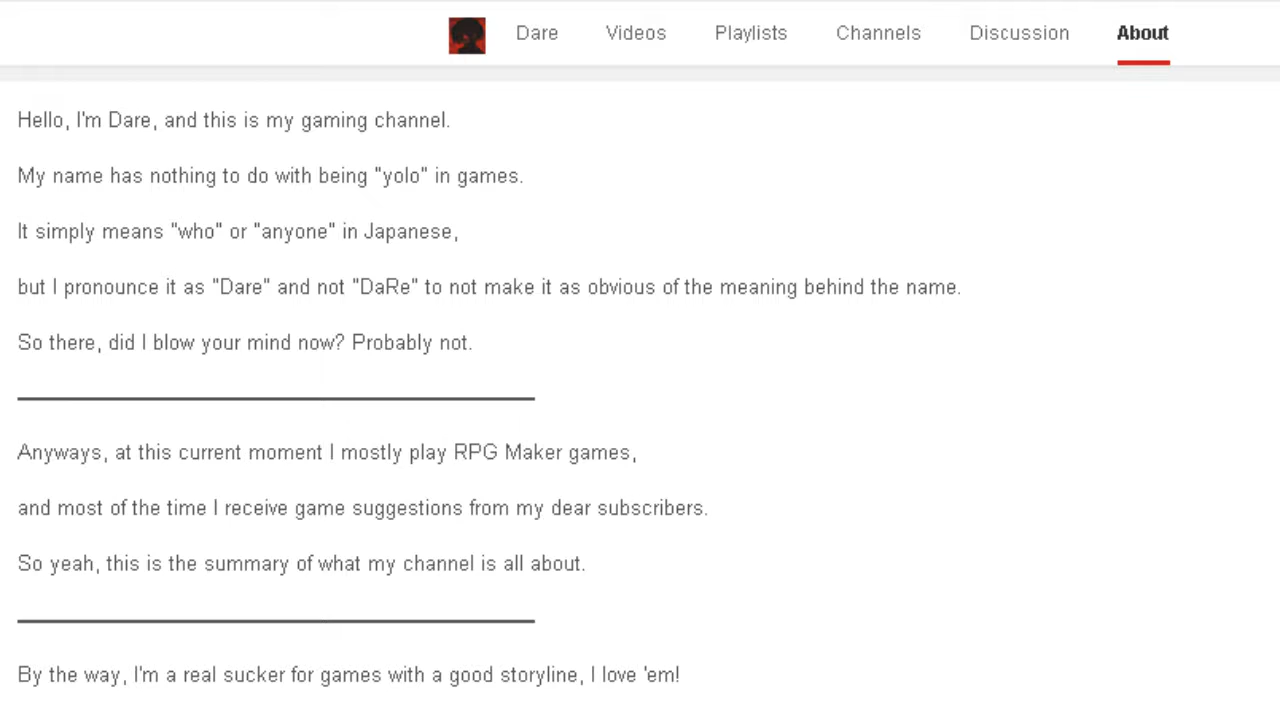 Dare Videos Playlists Channels Discussion About
Hello, I'm Dare, and this is my gaming channel.
My name has nothing to do with being "yolo" in games.
It simply means "who" or "anyone" in Japanese,
but I pronounce it as "Dare" and not "DaRe" to not make it as obvious of the meaning behind the name.
So there, did I blow your mind now? Probably not.
Anyways, at this current moment I mostly play RPG Maker games,
and most of the time I receive game suggestions from my dear subscribers.
So yeah, this is the summary of what my channel is all about.
By the way, I'm a real sucker for games with a good storyline, I love 'em!